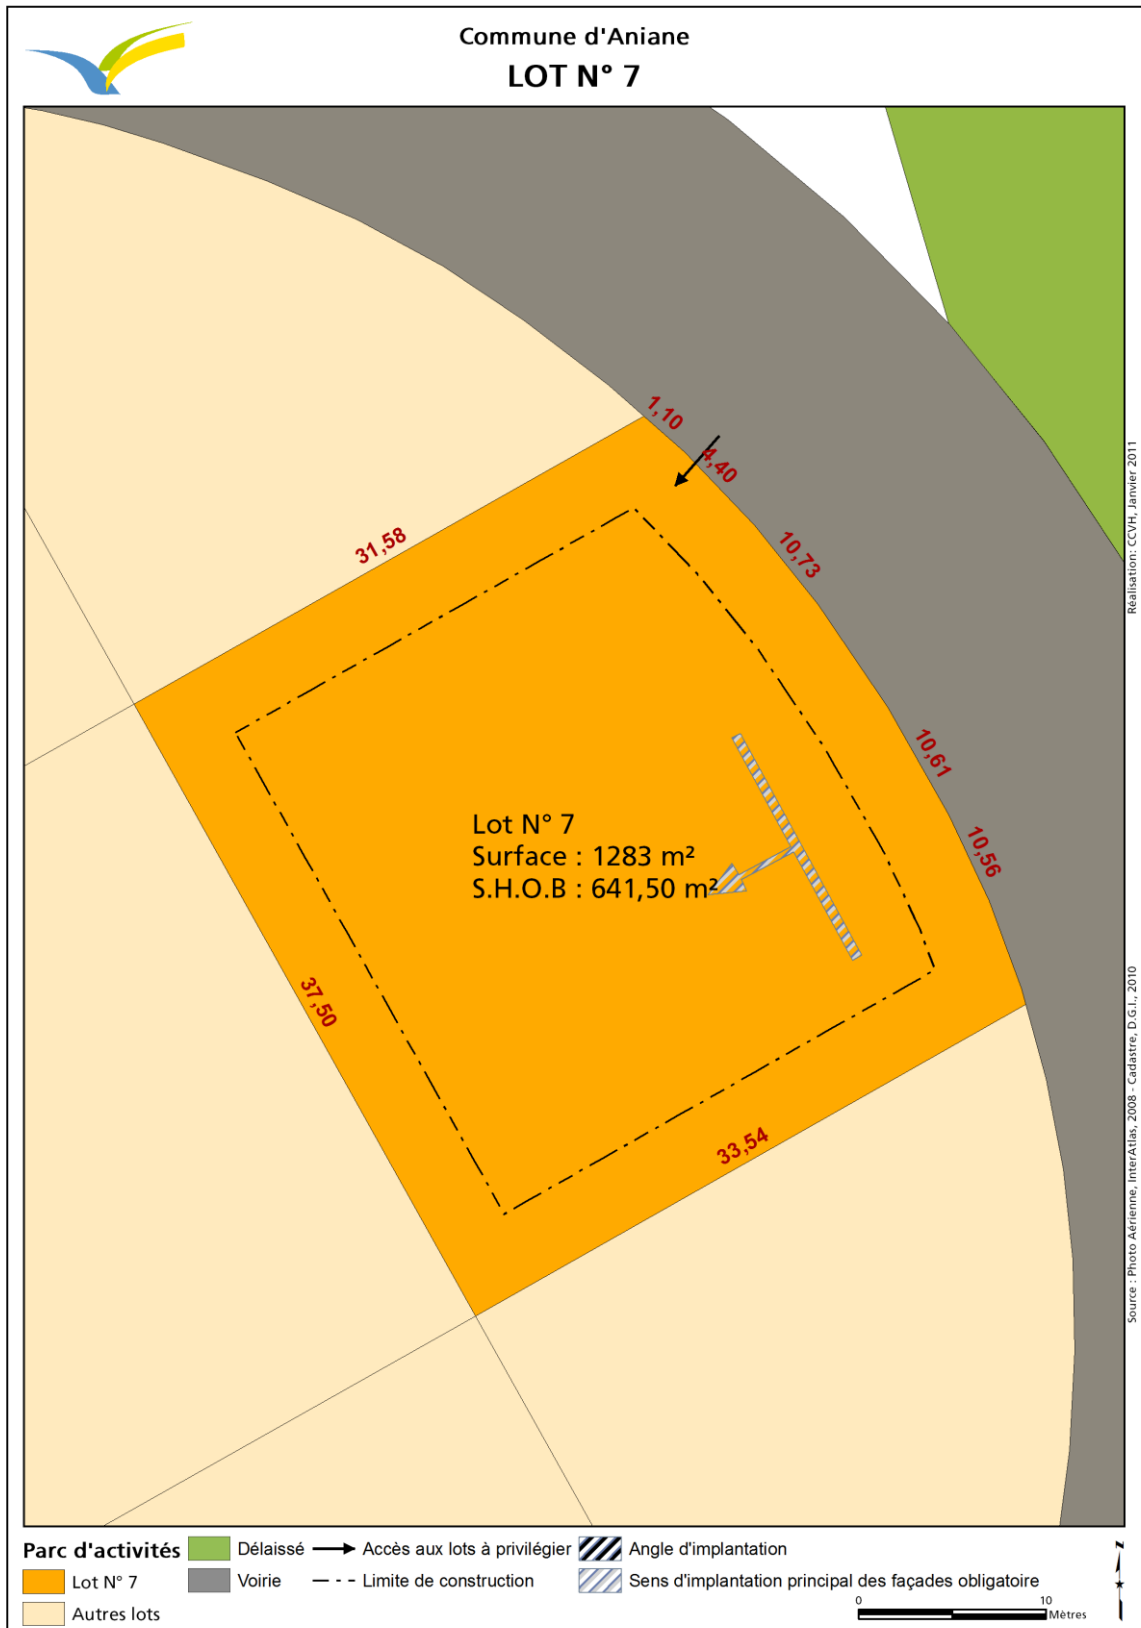 Commune d'Aniane
LOT N° 7
1,10
4,40
31,58
10,73
10,61
10,56
Lot N° 7
Surface : 1283 m²
S.H.O.B : 641,50 m²
37,50
33,54
Réalisation: CCVH, Janvier 2011
Source : Photo Aérienne, InterAtlas, 2008 - Cadastre, D.G.I., 2010
Parc d'activités
Lot N° 7
Autres lots
Délaissé
Voirie
Accès aux lots à privilégier
Limite de construction
Angle d'implantation
Sens d'implantation principal des façades obligatoire
0 10
Mètres
N